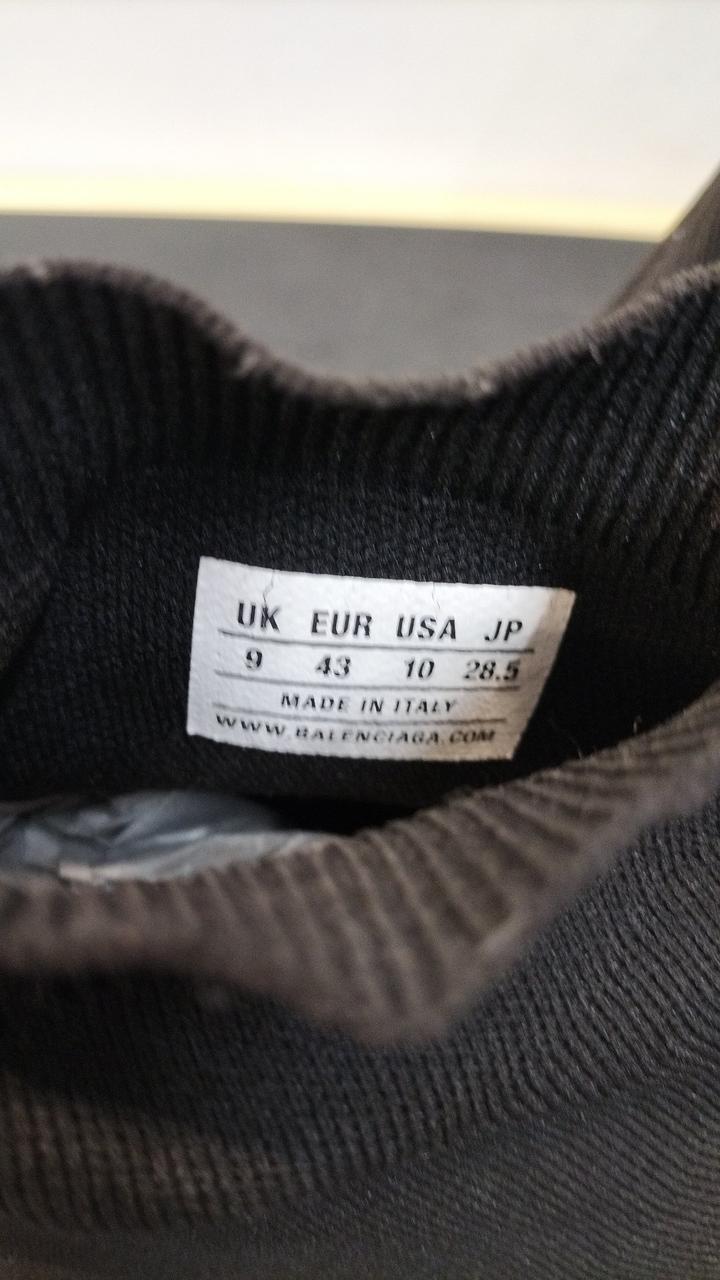 UK EUR USA JP
9 43 10 28.5
MADE IN ITALY
WWW.BALENCIAGA.COM